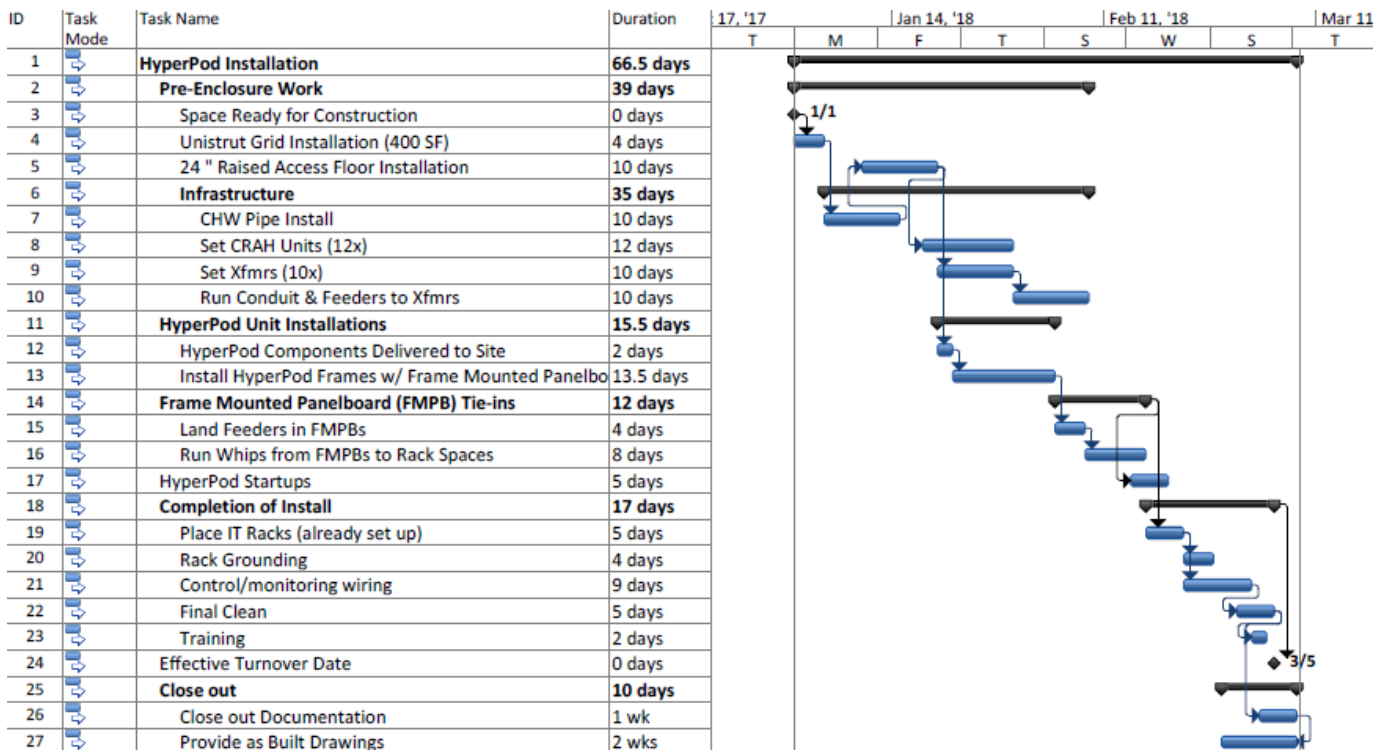 ID Task Mode Task Name Duration : 17, '17 Jan 14, '18 Feb 11, '18 Mar 11
T M F T S W S T
1 HyperPod Installation 66.5 days
2 Pre-Enclosure Work 39 days
3 Space Ready for Construction 0 days 1/1
4 Unistrut Grid Installation (400 SF) 4 days
5 24 " Raised Access Floor Installation 10 days
6 Infrastructure 35 days
7 CHW Pipe Install 10 days
8 Set CRAH Units (12x) 12 days
9 Set Xfmrs (10x) 10 days
10 Run Conduit & Feeders to Xfmrs 10 days
11 HyperPod Unit Installations 15.5 days
12 HyperPod Components Delivered to Site 2 days
13 Install HyperPod Frames w/ Frame Mounted Panelbo 13.5 days
14 Frame Mounted Panelboard (FMPB) Tie-ins 12 days
15 Land Feeders in FMPBs 4 days
16 Run Whips from FMPBs to Rack Spaces 8 days
17 HyperPod Startups 5 days
18 Completion of Install 17 days
19 Place IT Racks (already set up) 5 days
20 Rack Grounding 4 days
21 Control/monitoring wiring 9 days
22 Final Clean 5 days
23 Training 2 days
24 Effective Turnover Date 0 days 3/5
25 Close out 10 days
26 Close out Documentation 1 wk
27 Provide as Built Drawings 2 wks